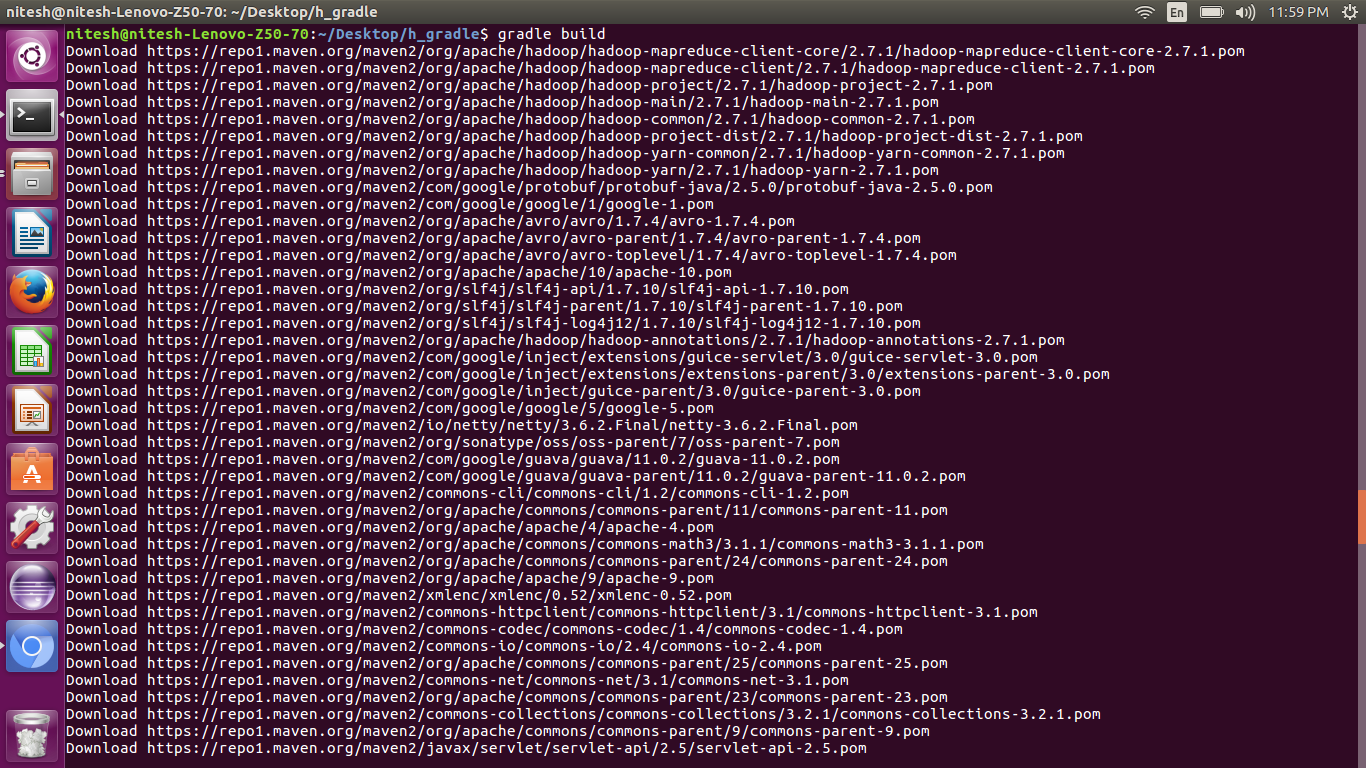 nitesh@nitesh-Lenovo-Z50-70: ~/Desktop/h_gradle
En
11:59 PM
nitesh@nitesh-Lenovo-Z50-70:~/Desktop/h_gradle$ gradle build
Download https://repo1.maven.org/maven2/org/apache/hadoop/hadoop-mapreduce-client-core/2.7.1/hadoop-mapreduce-client-core-2.7.1.pom
Download https://repo1.maven.org/maven2/org/apache/hadoop/hadoop-mapreduce-client/2.7.1/hadoop-mapreduce-client-2.7.1.pom
Download https://repo1.maven.org/maven2/org/apache/hadoop/hadoop-project/2.7.1/hadoop-project-2.7.1.pom
Download https://repo1.maven.org/maven2/org/apache/hadoop/hadoop-main/2.7.1/hadoop-main-2.7.1.pom
Download https://repo1.maven.org/maven2/org/apache/hadoop/hadoop-common/2.7.1/hadoop-common-2.7.1.pom
Download https://repo1.maven.org/maven2/org/apache/hadoop/hadoop-project-dist/2.7.1/hadoop-project-dist-2.7.1.pom
Download https://repo1.maven.org/maven2/org/apache/hadoop/hadoop-yarn-common/2.7.1/hadoop-yarn-common-2.7.1.pom
Download https://repo1.maven.org/maven2/org/apache/hadoop/hadoop-yarn/2.7.1/hadoop-yarn-2.7.1.pom
Download https://repo1.maven.org/maven2/com/google/protobuf/protobuf-java/2.5.0/protobuf-java-2.5.0.pom
Download https://repo1.maven.org/maven2/com/google/google/1/google-1.pom
Download https://repo1.maven.org/maven2/org/apache/avro/avro/1.7.4/avro-1.7.4.pom
Download https://repo1.maven.org/maven2/org/apache/avro/avro-parent/1.7.4/avro-parent-1.7.4.pom
Download https://repo1.maven.org/maven2/org/apache/avro/avro-toplevel/1.7.4/avro-toplevel-1.7.4.pom
Download https://repo1.maven.org/maven2/org/apache/apache/10/apache-10.pom
Download https://repo1.maven.org/maven2/org/slf4j/slf4j-api/1.7.10/slf4j-api-1.7.10.pom
Download https://repo1.maven.org/maven2/org/slf4j/slf4j-parent/1.7.10/slf4j-parent-1.7.10.pom
Download https://repo1.maven.org/maven2/org/slf4j/slf4j-log4j12/1.7.10/slf4j-log4j12-1.7.10.pom
Download https://repo1.maven.org/maven2/org/apache/hadoop/hadoop-annotations/2.7.1/hadoop-annotations-2.7.1.pom
Download https://repo1.maven.org/maven2/com/google/inject/extensions/guice-servlet/3.0/guice-servlet-3.0.pom
Download https://repo1.maven.org/maven2/com/google/inject/extensions/extensions-parent/3.0/extensions-parent-3.0.pom
Download https://repo1.maven.org/maven2/com/google/inject/guice-parent/3.0/guice-parent-3.0.pom
Download https://repo1.maven.org/maven2/com/google/google/5/google-5.pom
Download https://repo1.maven.org/maven2/io/netty/netty/3.6.2.Final/netty-3.6.2.Final.pom
Download https://repo1.maven.org/maven2/org/sonatype/oss/oss-parent/7/oss-parent-7.pom
Download https://repo1.maven.org/maven2/com/google/guava/guava/11.0.2/guava-11.0.2.pom
Download https://repo1.maven.org/maven2/com/google/guava/guava-parent/11.0.2/guava-parent-11.0.2.pom
Download https://repo1.maven.org/maven2/commons-cli/commons-cli/1.2/commons-cli-1.2.pom
Download https://repo1.maven.org/maven2/org/apache/commons/commons-parent/11/commons-parent-11.pom
Download https://repo1.maven.org/maven2/org/apache/apache/4/apache-4.pom
Download https://repo1.maven.org/maven2/org/apache/commons/commons-math3/3.1.1/commons-math3-3.1.1.pom
Download https://repo1.maven.org/maven2/org/apache/commons/commons-parent/24/commons-parent-24.pom
Download https://repo1.maven.org/maven2/org/apache/apache/9/apache-9.pom
Download https://repo1.maven.org/maven2/xmlenc/xmlenc/0.52/xmlenc-0.52.pom
Download https://repo1.maven.org/maven2/commons-httpclient/commons-httpclient/3.1/commons-httpclient-3.1.pom
Download https://repo1.maven.org/maven2/commons-codec/commons-codec/1.4/commons-codec-1.4.pom
Download https://repo1.maven.org/maven2/commons-io/commons-io/2.4/commons-io-2.4.pom
Download https://repo1.maven.org/maven2/org/apache/commons/commons-parent/25/commons-parent-25.pom
Download https://repo1.maven.org/maven2/commons-net/commons-net/3.1/commons-net-3.1.pom
Download https://repo1.maven.org/maven2/org/apache/commons/commons-parent/23/commons-parent-23.pom
Download https://repo1.maven.org/maven2/commons-collections/commons-collections/3.2.1/commons-collections-3.2.1.pom
Download https://repo1.maven.org/maven2/org/apache/commons/commons-parent/9/commons-parent-9.pom
Download https://repo1.maven.org/maven2/javax/servlet/servlet-api/2.5/servlet-api-2.5.pom